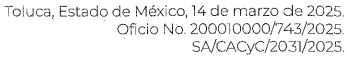 Toluca, Estado de México, 14 de marzo de 2025.
Oficio No. 200010000/743/2025.
SA/CACyC/2031/2025.